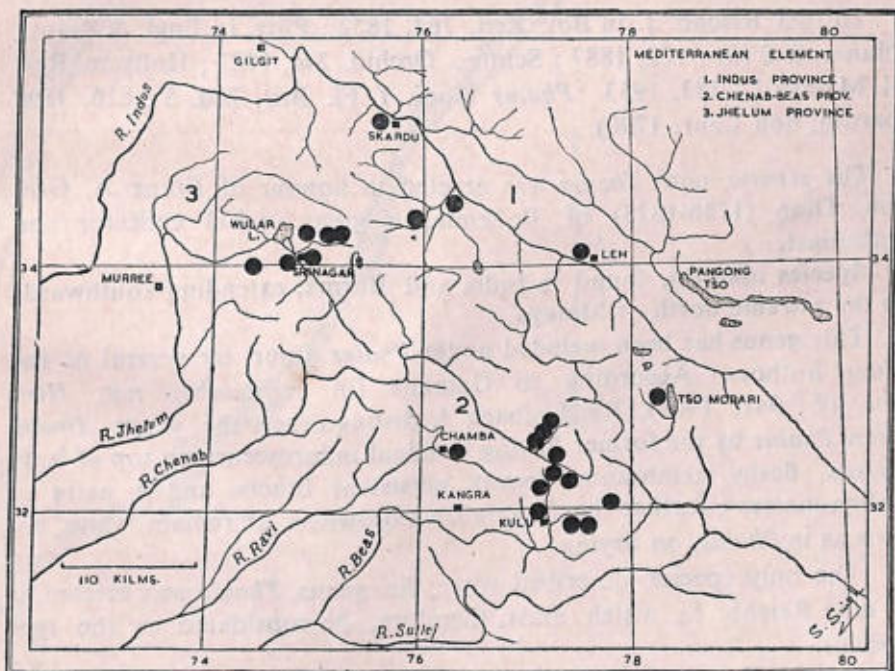 74
76
78
80
GILGIT
MEDITERRANEAN ELEMENT
1. INDUS PROVINCE
2. CHENAB-BEAS PROV.
3. JHELUM PROVINCE
R. Indus
SKARDU
3
1
WULAR
L.
SRINAGAR
LEH
34
34
MURREE
PANGONG
TSO
TSO MORARI
2
R. Jhelum
CHAMBA
R. Chenab
KANGRA
32
KULU
32
R. Ravi
R. Beas
110 KILMS.
R. Sutlej
74
76
78
80